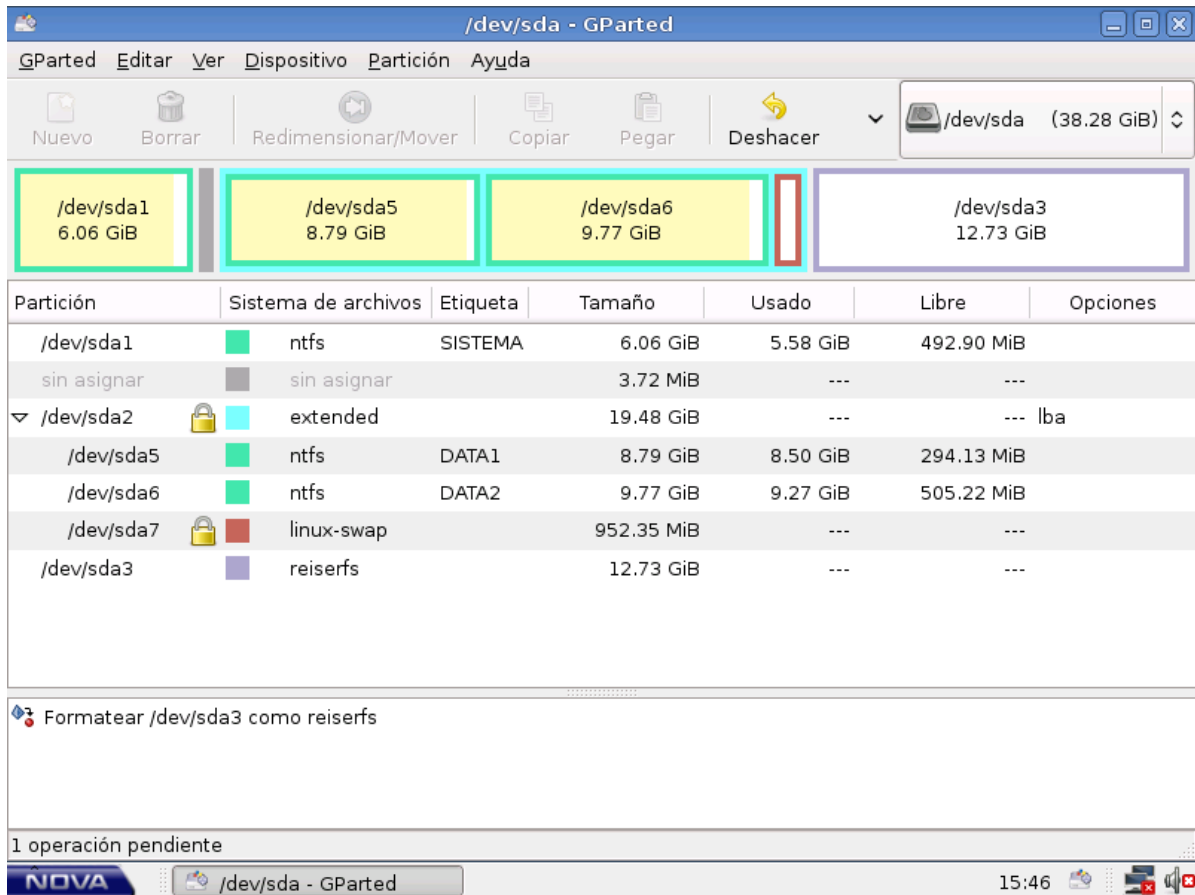 /dev/sda - GParted
GParted Editar Ver Dispositivo Partición Ayuda
Nuevo Borrar Redimensionar/Mover Copiar Pegar Deshacer /dev/sda (38.28 GiB)
/dev/sda1 /dev/sda5 /dev/sda6 /dev/sda3
6.06 GiB 8.79 GiB 9.77 GiB 12.73 GiB
Partición Sistema de archivos Etiqueta Tamaño Usado Libre Opciones
/dev/sda1 ntfs SISTEMA 6.06 GiB 5.58 GiB 492.90 MiB
sin asignar sin asignar 3.72 MiB --- ---
/dev/sda2 extended 19.48 GiB --- --- lba
/dev/sda5 ntfs DATA1 8.79 GiB 8.50 GiB 294.13 MiB
/dev/sda6 ntfs DATA2 9.77 GiB 9.27 GiB 505.22 MiB
/dev/sda7 linux-swap 952.35 MiB --- ---
/dev/sda3 reiserfs 12.73 GiB --- ---
Formatear /dev/sda3 como reiserfs
1 operación pendiente
NOVA /dev/sda - GParted 15:46